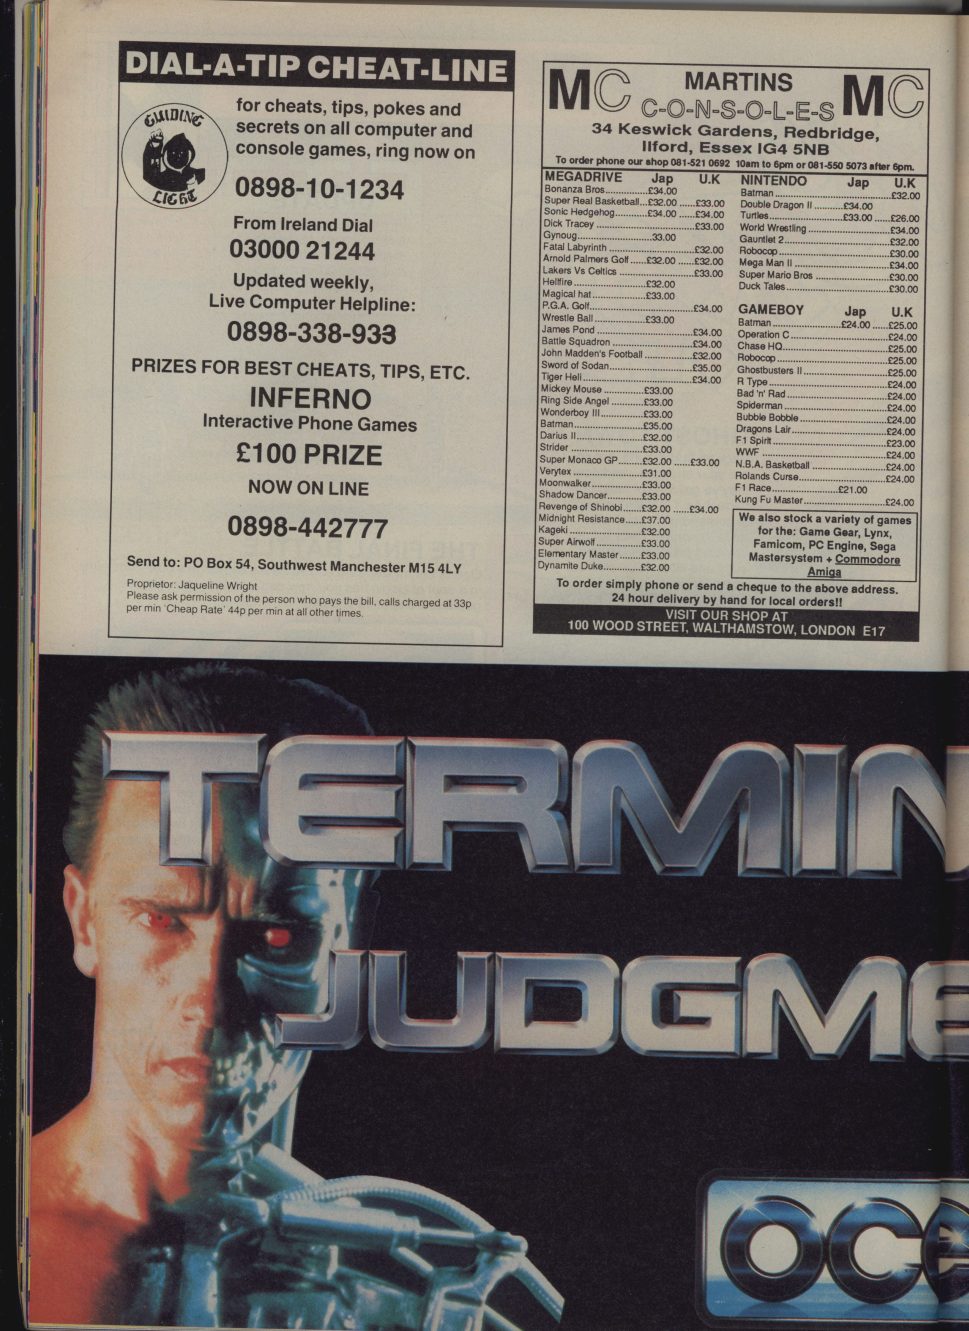 DIAL-A-TIP CHEAT-LINE
GUIDING
LIGHT
for cheats, tips, pokes and
secrets on all computer and
console games, ring now on
0898-10-1234
From Ireland Dial
03000 21244
Updated weekly,
Live Computer Helpline:
0898-338-933
PRIZES FOR BEST CHEATS, TIPS, ETC.
INFERNO
Interactive Phone Games
£100 PRIZE
NOW ON LINE
0898-442777
Send to: PO Box 54, Southwest Manchester M15 4LY
Proprietor: Jaqueline Wright
Please ask permission of the person who pays the bill, calls charged at 33p
per min 'Cheap Rate' 44p per min at all other times.
MC MARTINS MC
C-O-N-S-O-L-E-S
34 Keswick Gardens, Redbridge,
Ilford, Essex IG4 5NB
To order phone our shop 081-521 0692 10am to 6pm or 081-550 5073 after 6pm.
MEGADRIVE Jap U.K
Bonanza Bros................£34.00
Super Real Basketball...£32.00 ......£33.00
Sonic Hedgehog...........£34.00 ......£34.00
Dick Tracey ..................................£33.00
Gynoug............................33.00
Fatal Labyrinth ..............................£32.00
Arnold Palmers Golf......£32.00 ......£32.00
Lakers Vs Celtics ...........................£33.00
Hellfire..........................£32.00
Magical hat...................£33.00
P.G.A. Golf....................................£34.00
Wrestle Ball ..................£33.00
James Pond ..................................£34.00
Battle Squadron .............................£34.00
John Madden's Football .................£32.00
Sword of Sodan..............................£35.00
Tiger Heli.......................................£34.00
Mickey Mouse ..............£33.00
Ring Side Angel ............£33.00
Wonderboy III................£33.00
Batman.........................£35.00
Darius II........................£32.00
Strider ..........................£33.00
Super Monaco GP.........£32.00 ......£33.00
Verytex .........................£31.00
Moonwalker...................£33.00
Shadow Dancer.............£33.00
Revenge of Shinobi.......£32.00 ......£34.00
Midnight Resistance......£37.00
Kageki ..........................£32.00
Super Airwolf.................£33.00
Elementary Master........£33.00
Dynamite Duke..............£32.00
NINTENDO Jap U.K
Batman..........................................£32.00
Double Dragon II ..........£34.00
Turtles..........................£33.00 ......£26.00
World Wrestling .............................£34.00
Gauntlet 2......................................£32.00
Robocop........................................£30.00
Mega Man II ..................................£34.00
Super Mario Bros ...........................£30.00
Duck Tales.....................................£30.00
GAMEBOY Jap U.K
Batman.........................£24.00 ......£25.00
Operation C...................................£24.00
Chase HQ......................................£25.00
Robocop........................................£25.00
Ghostbusters II ..............................£25.00
R Type ..........................................£24.00
Bad 'n' Rad ...................................£24.00
Spiderman .....................................£24.00
Bubble Bobble ...............................£24.00
Dragons Lair..................................£24.00
F1 Spirit.........................................£23.00
WWF .............................................£24.00
N.B.A. Basketball ...........................£24.00
Rolands Curse................................£24.00
F1 Race........................£21.00
Kung Fu Master..............................£24.00
We also stock a variety of games
for the: Game Gear, Lynx,
Famicom, PC Engine, Sega
Mastersystem + Commodore
Amiga
To order simply phone or send a cheque to the above address.
24 hour delivery by hand for local orders!!
VISIT OUR SHOP AT
100 WOOD STREET, WALTHAMSTOW, LONDON E17
TERMIN
JUDGME
OCE